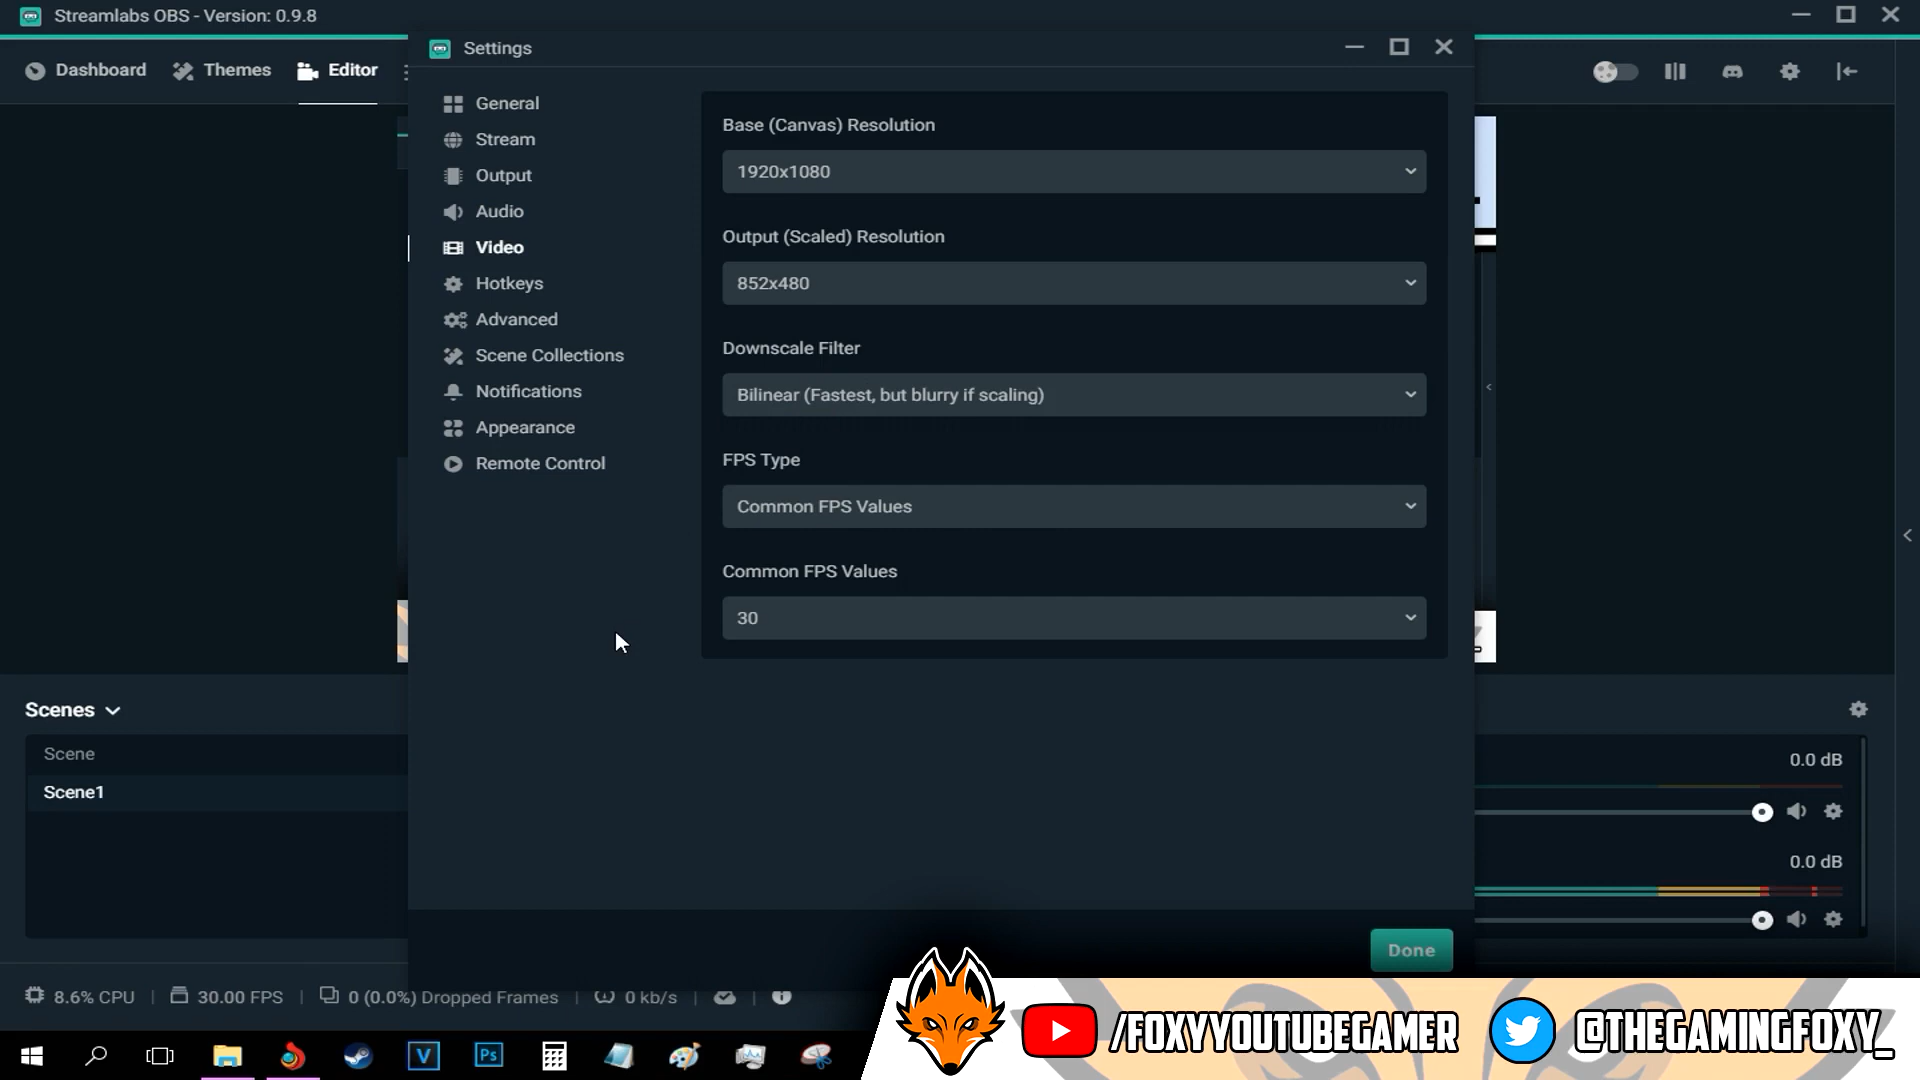 Streamlabs OBS - Version: 0.9.8
Settings
Dashboard
Themes
Editor
General
Stream
Output
Audio
Video
Hotkeys
Advanced
Scene Collections
Notifications
Appearance
Remote Control
Base (Canvas) Resolution
1920x1080
Output (Scaled) Resolution
852x480
Downscale Filter
Bilinear (Fastest, but blurry if scaling)
FPS Type
Common FPS Values
Common FPS Values
30
Scenes
Scene
Scene1
0.0 dB
0.0 dB
Done
8.6% CPU
30.00 FPS
0 (0.0%) Dropped Frames
0 kb/s
V
Ps
/FOXYYOUTUBEGAMER
@THEGAMINGFOXY_